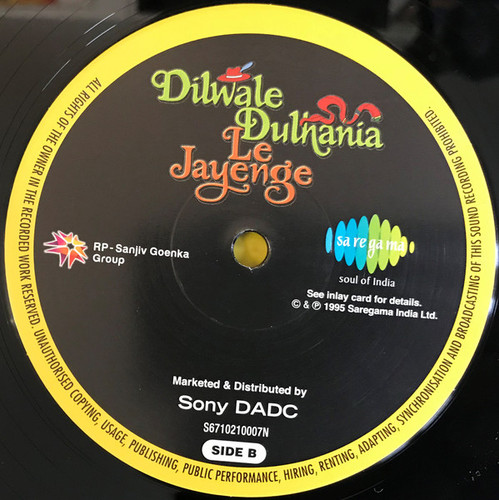 Dilwale
Dulhania
Le
Jayenge
RP-Sanjiv Goenka
Group
sa re ga ma
soul of India
See inlay card for details.
© & ℗ 1995 Saregama India Ltd.
Marketed & Distributed by
Sony DADC
S6710210007N
SIDE B
ALL RIGHTS OF THE OWNER IN THE RECORDED WORK RESERVED. UNAUTHORISED COPYING, USAGE, PUBLISHING, PUBLIC PERFORMANCE, HIRING, RENTING, ADAPTING, SYNCHRONISATION AND BROADCASTING OF THIS SOUND RECORDING PROHIBITED.